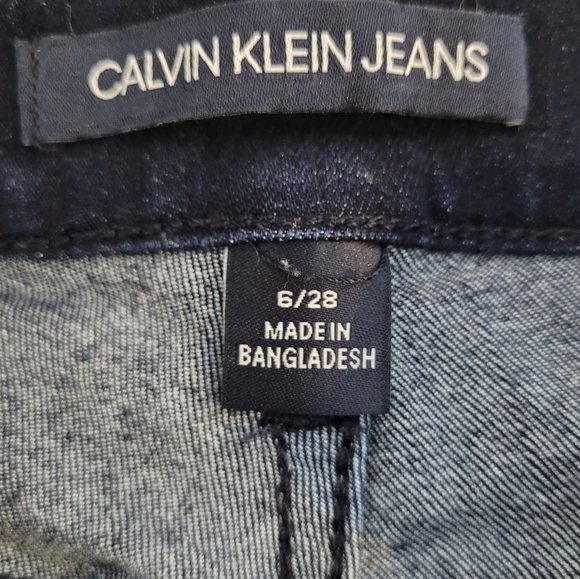 CALVIN KLEIN JEANS
6/28
MADE IN
BANGLADESH